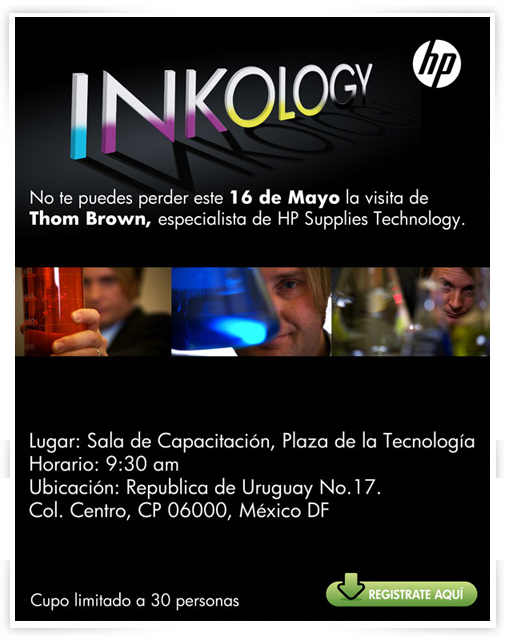 INKOLOGY
hp
No te puedes perder este 16 de Mayo la visita de
Thom Brown, especialista de HP Supplies Technology.
Lugar: Sala de Capacitación, Plaza de la Tecnología
Horario: 9:30 am
Ubicación: Republica de Uruguay No.17.
Col. Centro, CP 06000, México DF
Cupo limitado a 30 personas
REGISTRATE AQUÍ